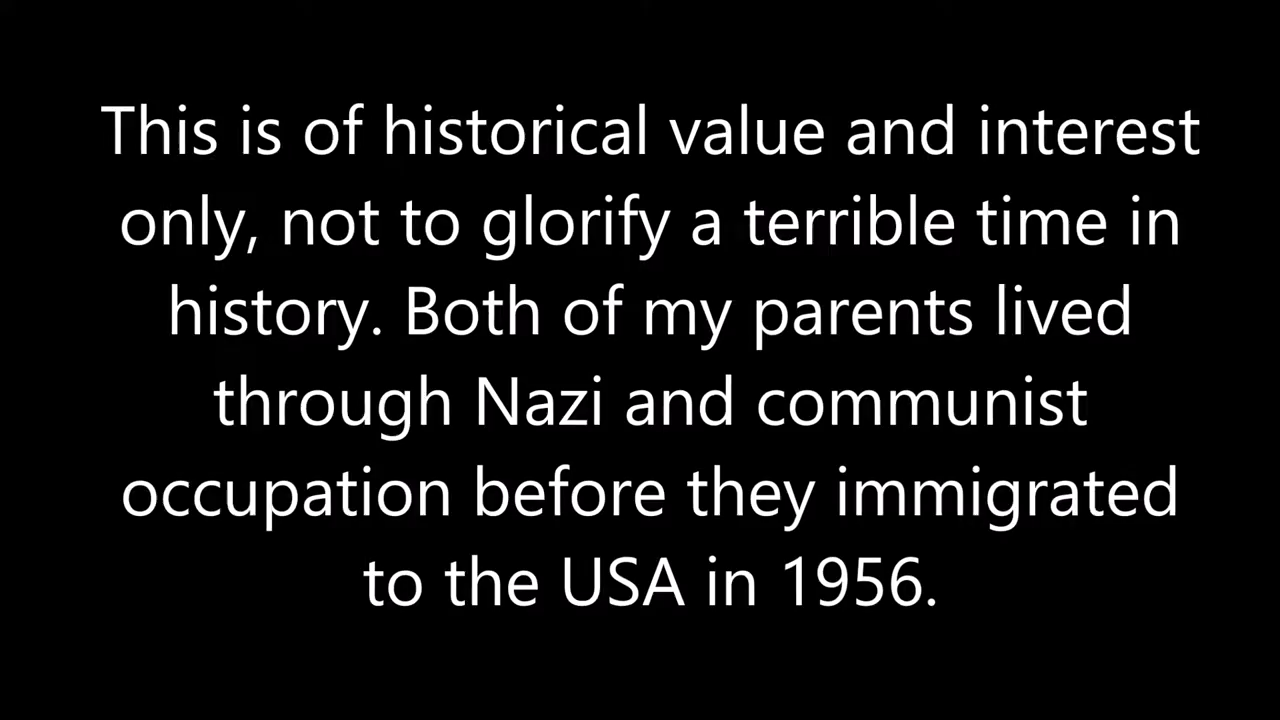 This is of historical value and interest
only, not to glorify a terrible time in
history. Both of my parents lived
through Nazi and communist
occupation before they immigrated
to the USA in 1956.